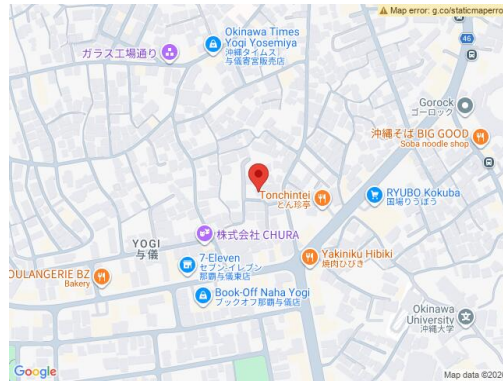 Map error: g.co/staticmaperro
Okinawa Times
Yogi Yosemiya
沖縄タイムス
与儀寄宮販売店
ガラス工場通り
46
Gorock
ゴーロック
沖縄そば BIG GOOD
Soba noodle shop
Tonchintei
とん珍亭
RYUBO Kokuba
国場りうぼう
株式会社 CHURA
YOGI
与儀
7-Eleven
セブン-イレブン
那覇与儀東店
Yakiniku Hibiki
焼肉ひびき
OULANGERIE BZ
Bakery
Book-Off Naha Yogi
ブックオフ那覇与儀店
Okinawa
University
沖縄大学
Google
Map data ©202